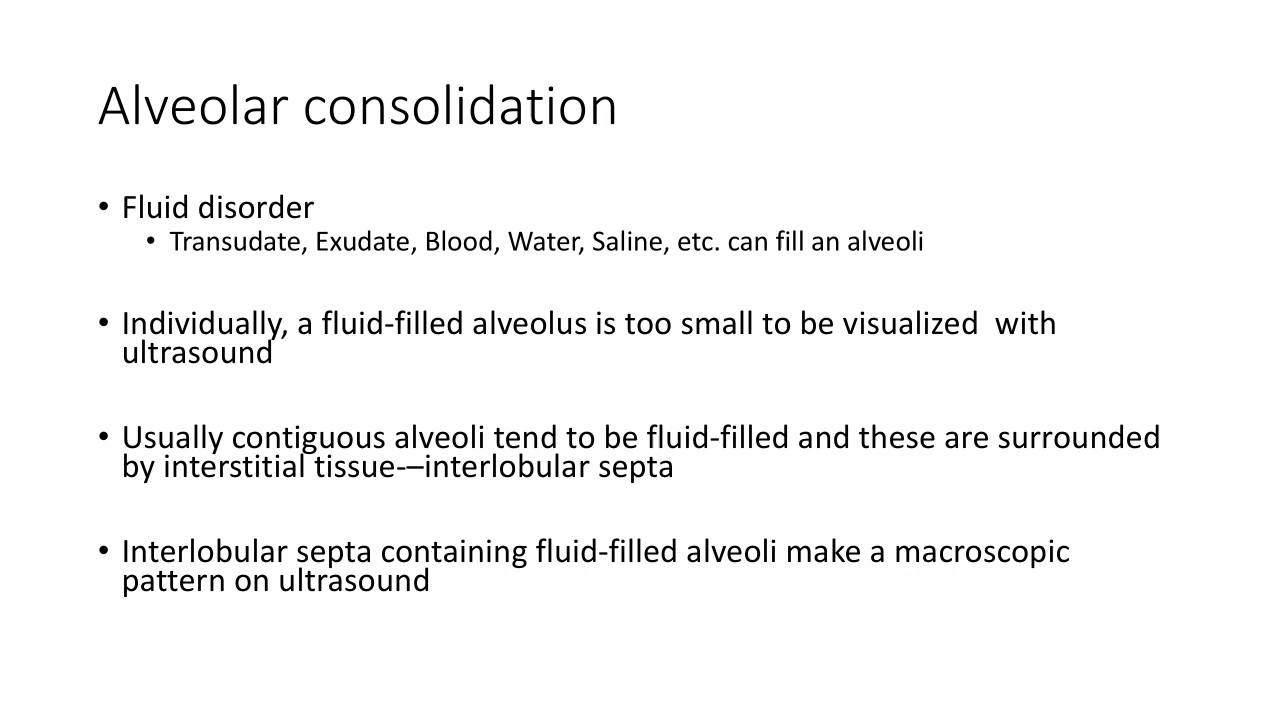 Alveolar consolidation
• Fluid disorder
• Transudate, Exudate, Blood, Water, Saline, etc. can fill an alveoli
• Individually, a fluid-filled alveolus is too small to be visualized  with
ultrasound
• Usually contiguous alveoli tend to be fluid-filled and these are surrounded
by interstitial tissue-–interlobular septa
• Interlobular septa containing fluid-filled alveoli make a macroscopic
pattern on ultrasound